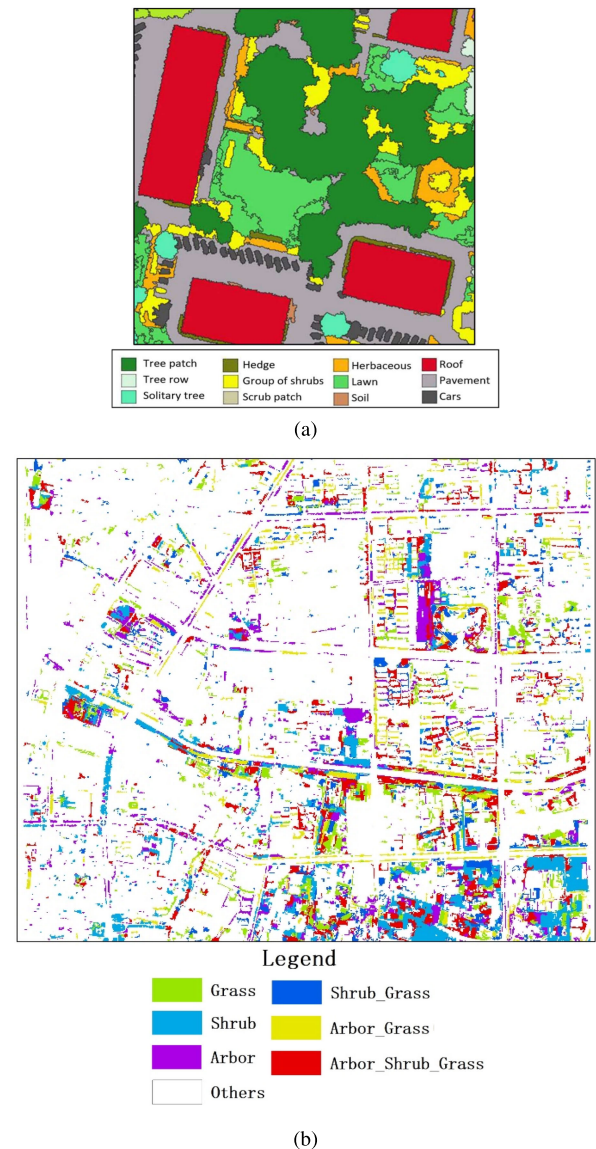 Tree patch Hedge Herbaceous Roof
Tree row Group of shrubs Lawn Pavement
Solitary tree Scrub patch Soil Cars
(a)
Legend
Grass Shrub_Grass
Shrub Arbor_Grass
Arbor Arbor_Shrub_Grass
Others
(b)